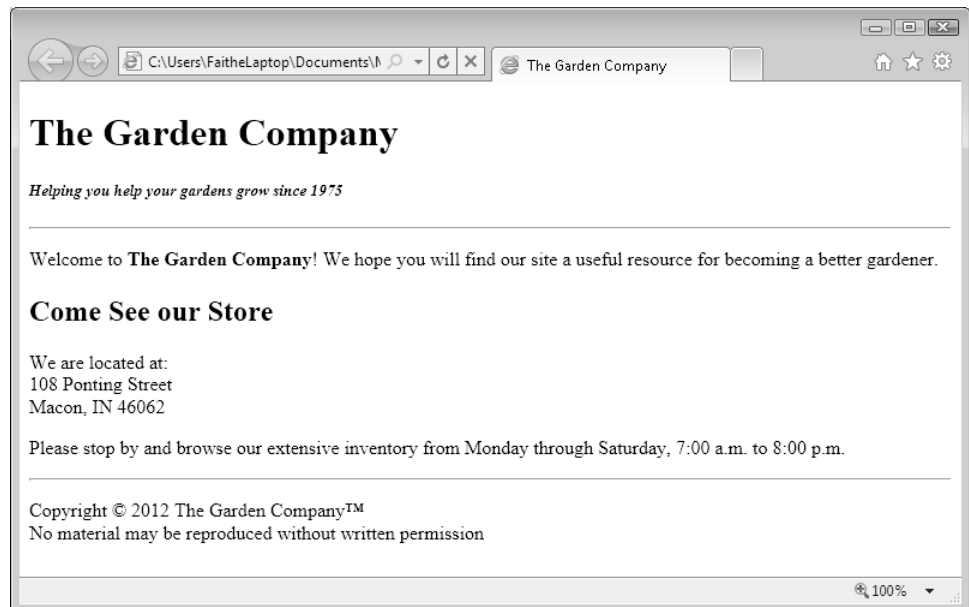 C:\Users\FaitheLaptop\Documents\
The Garden Company
The Garden Company
Helping you help your gardens grow since 1975
Welcome to The Garden Company! We hope you will find our site a useful resource for becoming a better gardener.
Come See our Store
We are located at:
108 Ponting Street
Macon, IN 46062
Please stop by and browse our extensive inventory from Monday through Saturday, 7:00 a.m. to 8:00 p.m.
Copyright © 2012 The Garden Company™
No material may be reproduced without written permission
100%